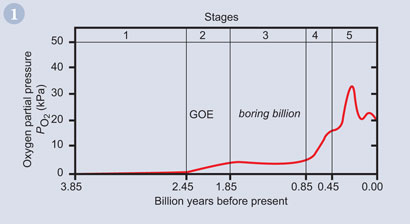 1
Stages
1 2 3 4 5
Oxygen partial pressure
PO2 (kPa)
50
40
30
20
10
0
GOE
boring billion
3.85 2.45 1.85 0.85 0.45 0.00
Billion years before present